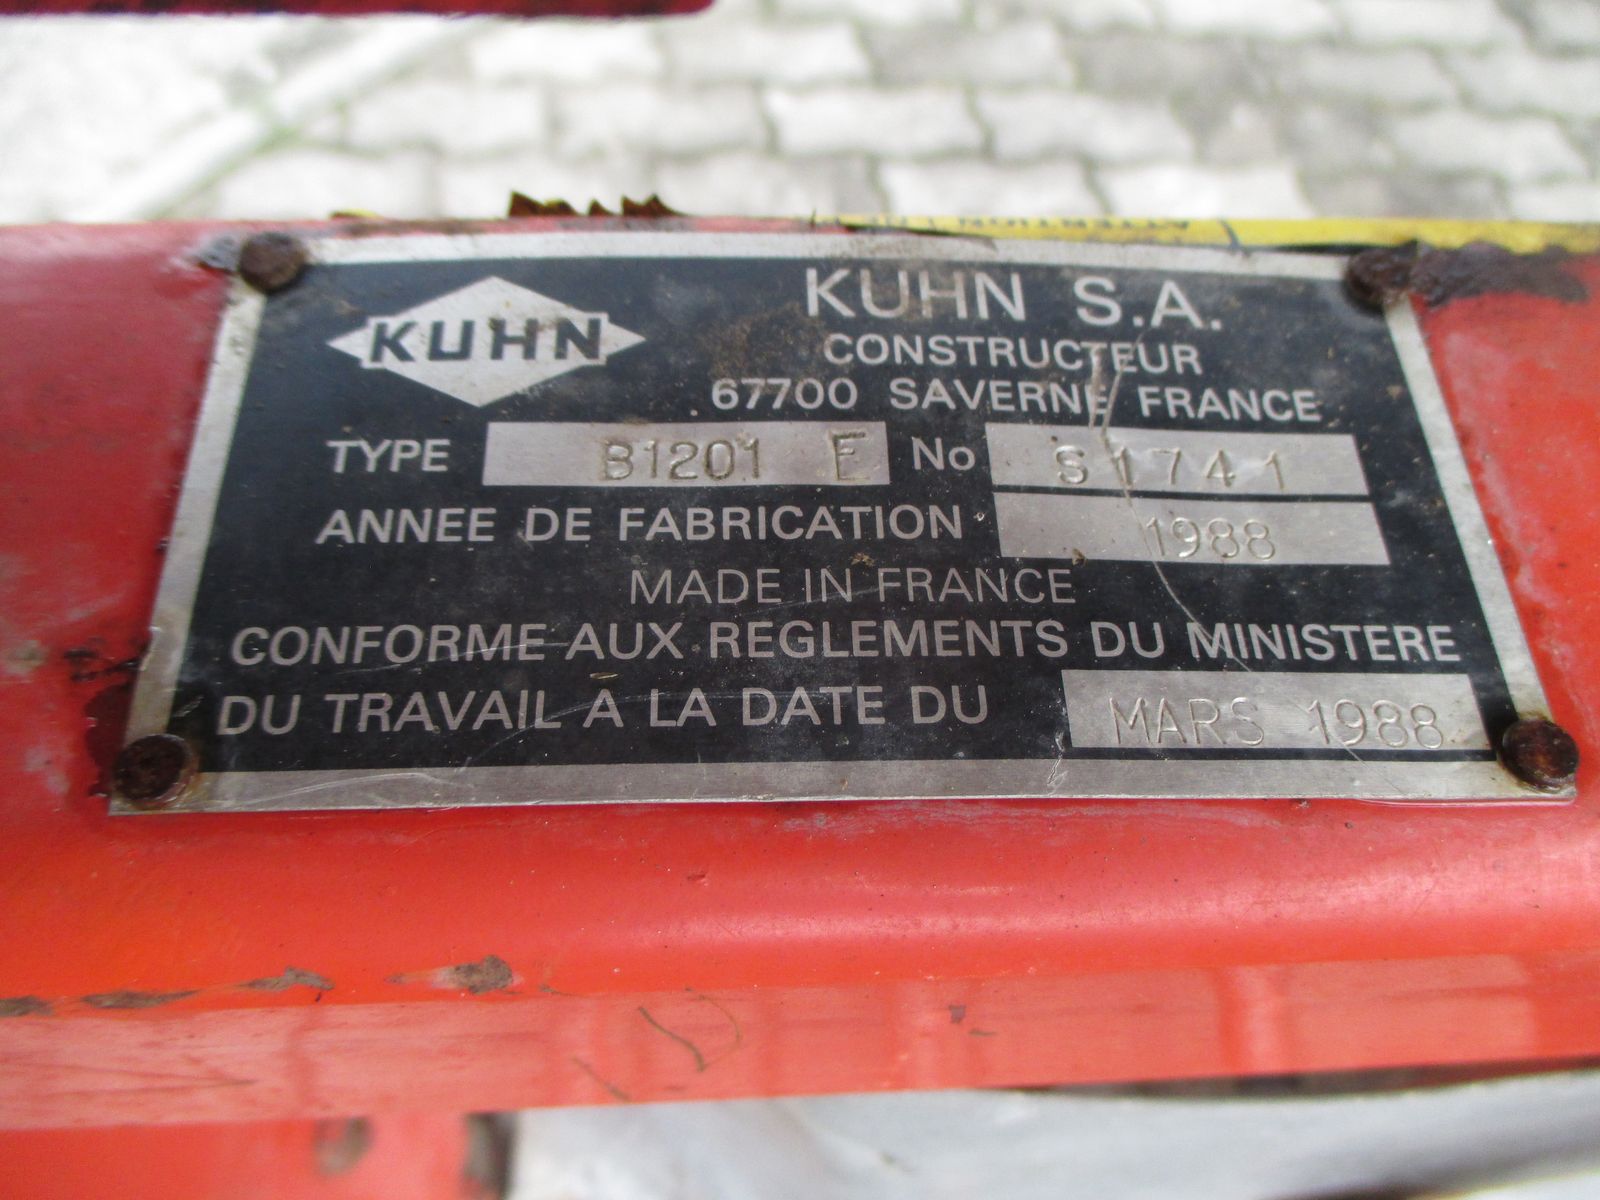 KUHN
KUHN S.A.
CONSTRUCTEUR
67700 SAVERNE FRANCE
TYPE B1201 E No S1741
ANNEE DE FABRICATION 1988
MADE IN FRANCE
CONFORME AUX REGLEMENTS DU MINISTERE
DU TRAVAIL A LA DATE DU MARS 1988